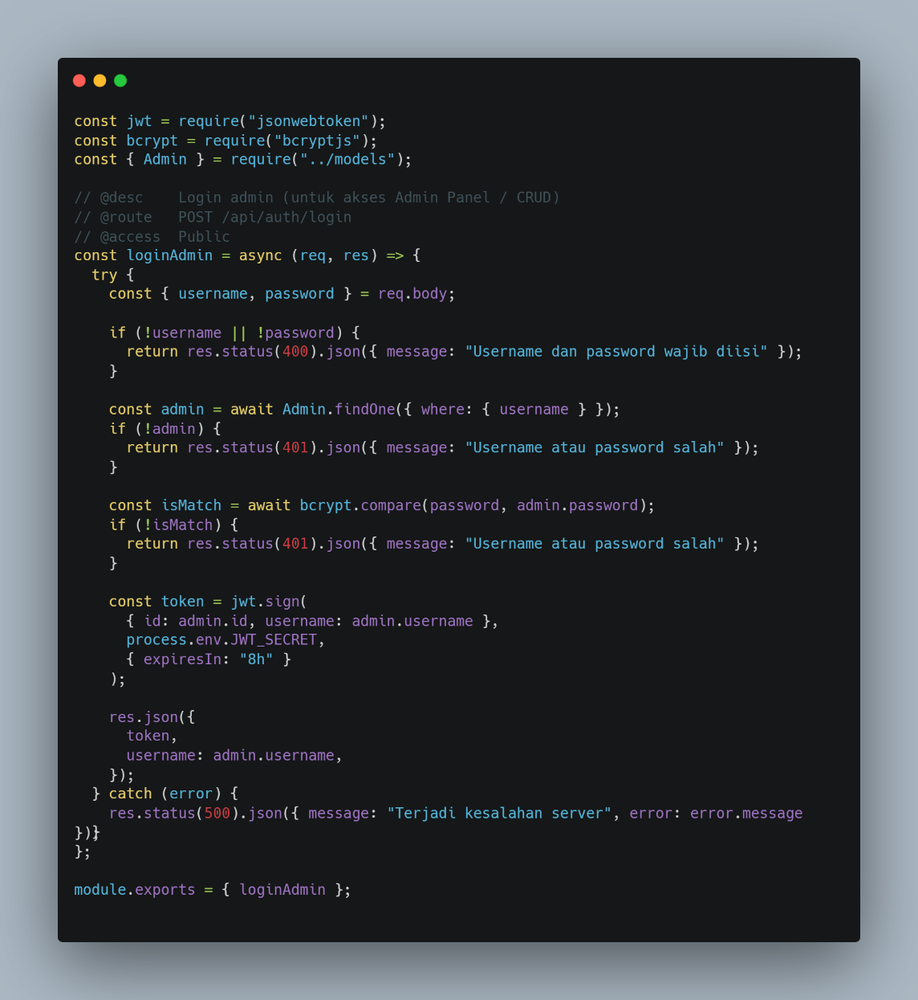 const jwt = require("jsonwebtoken");
const bcrypt = require("bcryptjs");
const { Admin } = require("../models");

// @desc    Login admin (untuk akses Admin Panel / CRUD)
// @route   POST /api/auth/login
// @access  Public
const loginAdmin = async (req, res) => {
  try {
    const { username, password } = req.body;

    if (!username || !password) {
      return res.status(400).json({ message: "Username dan password wajib diisi" });
    }

    const admin = await Admin.findOne({ where: { username } });
    if (!admin) {
      return res.status(401).json({ message: "Username atau password salah" });
    }

    const isMatch = await bcrypt.compare(password, admin.password);
    if (!isMatch) {
      return res.status(401).json({ message: "Username atau password salah" });
    }

    const token = jwt.sign(
      { id: admin.id, username: admin.username },
      process.env.JWT_SECRET,
      { expiresIn: "8h" }
    );

    res.json({
      token,
      username: admin.username,
    });
  } catch (error) {
    res.status(500).json({ message: "Terjadi kesalahan server", error: error.message
});
  }
};

module.exports = { loginAdmin };